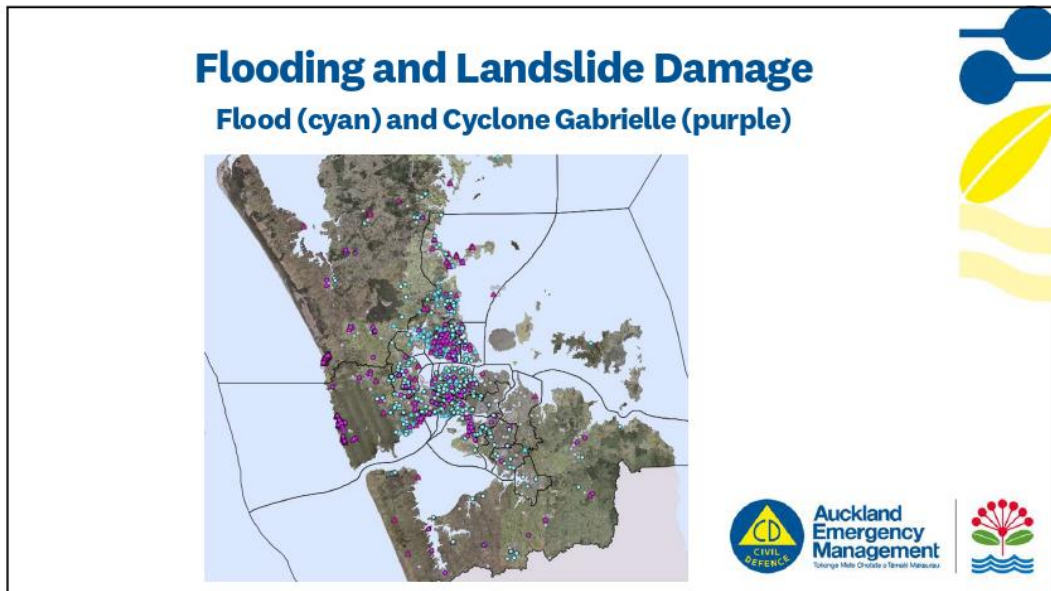 Flooding and Landslide Damage
Flood (cyan) and Cyclone Gabrielle (purple)
CD
CIVIL
DEFENCE
Auckland
Emergency
Management